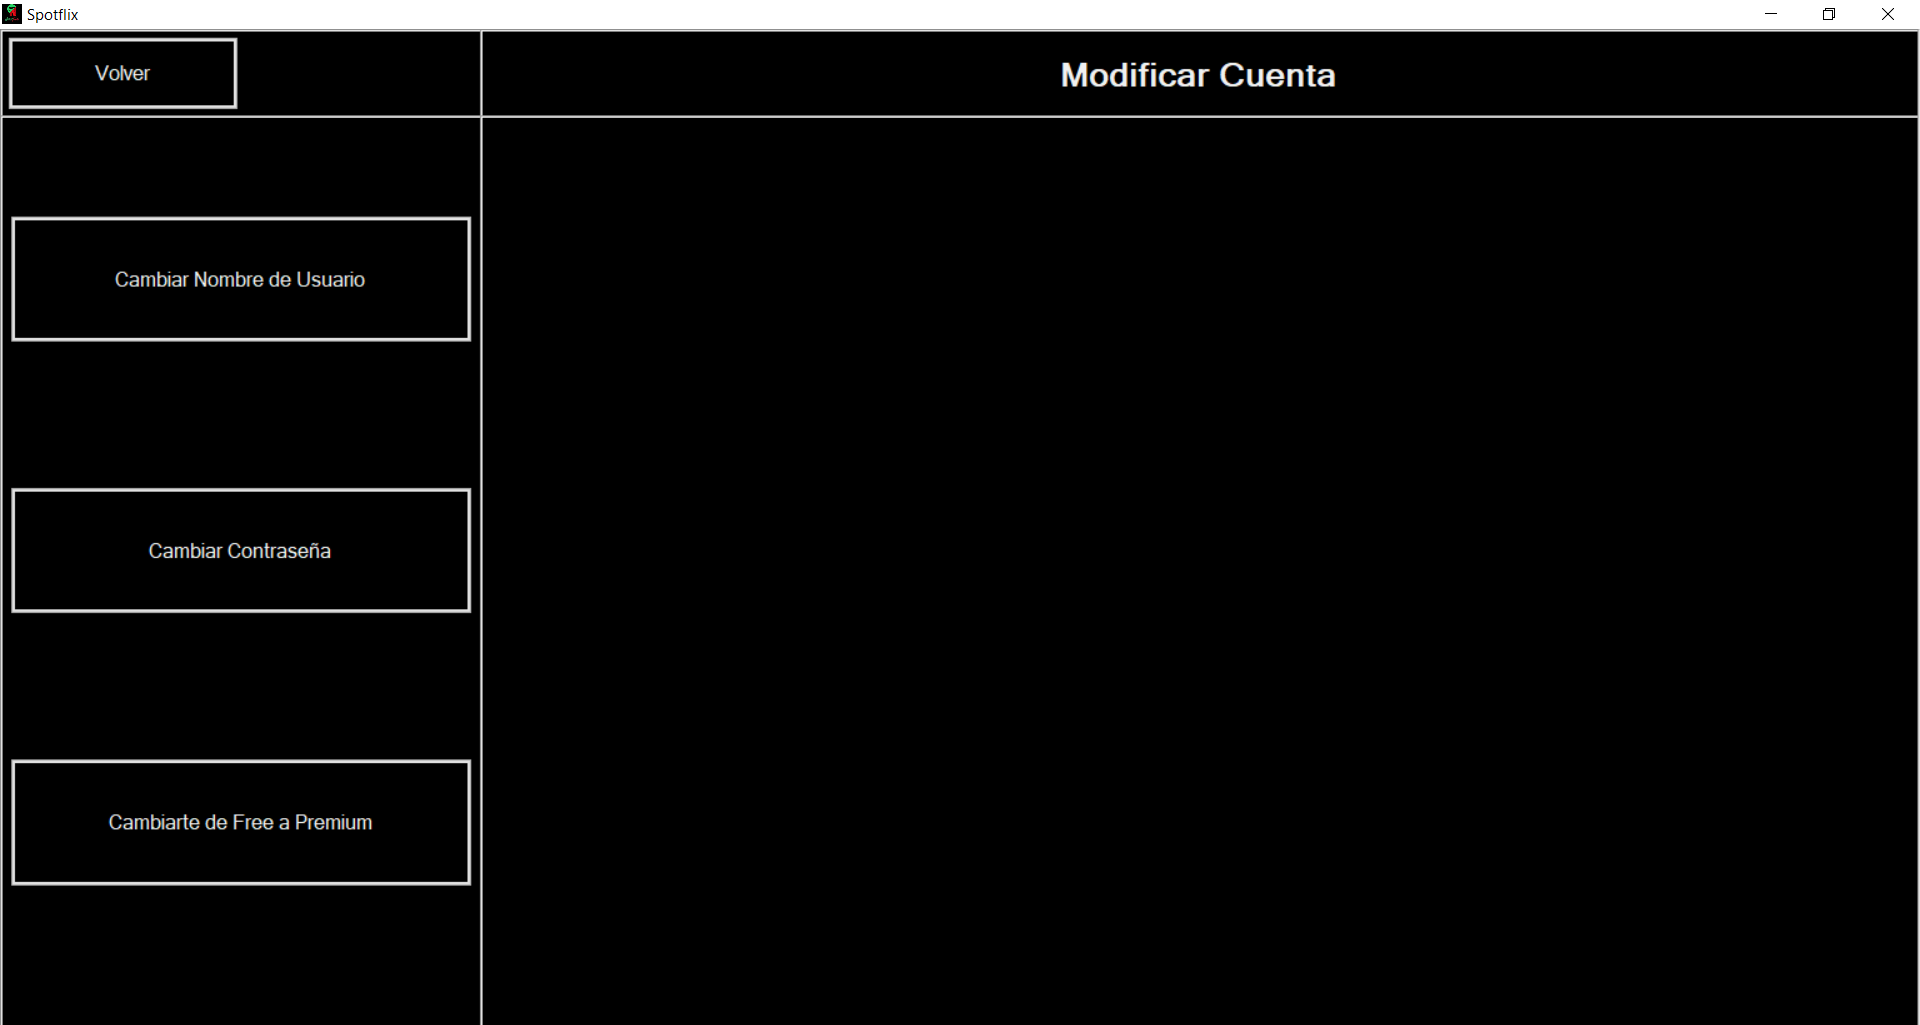 Spotflix
Volver
Modificar Cuenta
Cambiar Nombre de Usuario
Cambiar Contraseña
Cambiarte de Free a Premium